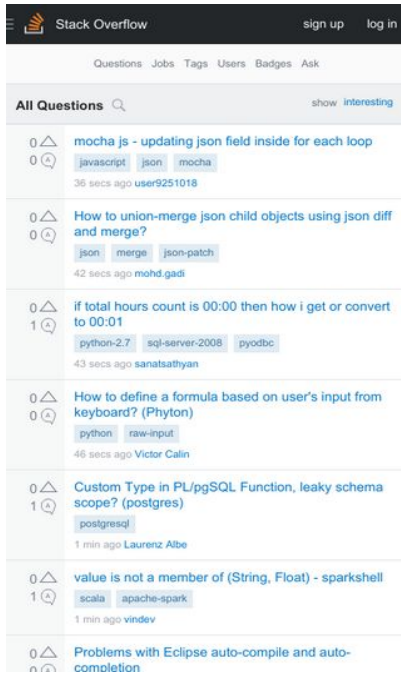 Stack Overflow sign up log in
Questions Jobs Tags Users Badges Ask
All Questions show interesting
0 mocha js - updating json field inside for each loop
0 A javascript json mocha
36 secs ago user9251018
0 How to union-merge json child objects using json diff
0 A and merge?
json merge json-patch
42 secs ago mohd.gadi
0 if total hours count is 00:00 then how i get or convert
1 A to 00:01
python-2.7 sql-server-2008 pyodbc
43 secs ago sanatsathyan
0 How to define a formula based on user's input from
0 A keyboard? (Phyton)
python raw-input
46 secs ago Victor Calin
0 Custom Type in PL/pgSQL Function, leaky schema
1 A scope? (postgres)
postgresql
1 min ago Laurenz Albe
0 value is not a member of (String, Float) - sparkshell
1 A scala apache-spark
1 min ago vindev
0 Problems with Eclipse auto-compile and auto-
0 A completion